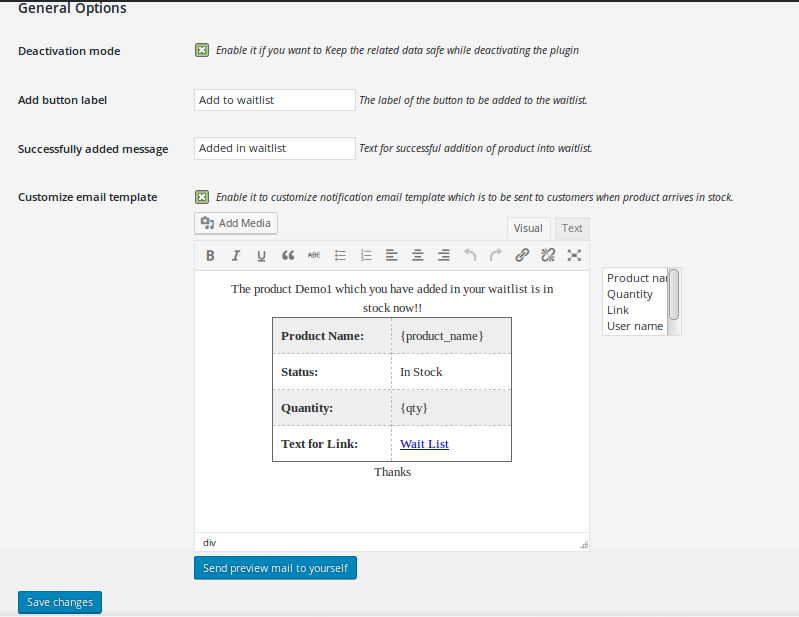 General Options
Deactivation mode
Enable it if you want to Keep the related data safe while deactivating the plugin
Add button label
Add to waitlist
The label of the button to be added to the waitlist.
Successfully added message
Added in waitlist
Text for successful addition of product into waitlist.
Customize email template
Enable it to customize notification email template which is to be sent to customers when product arrives in stock.
Add Media
Visual
Text
B I U ABC
The product Demo1 which you have added in your waitlist is in
stock now!!
Product Name: {product_name}
Status: In Stock
Quantity: {qty}
Text for Link: Wait List
Thanks
Product nar
Quantity
Link
User name
div
Send preview mail to yourself
Save changes